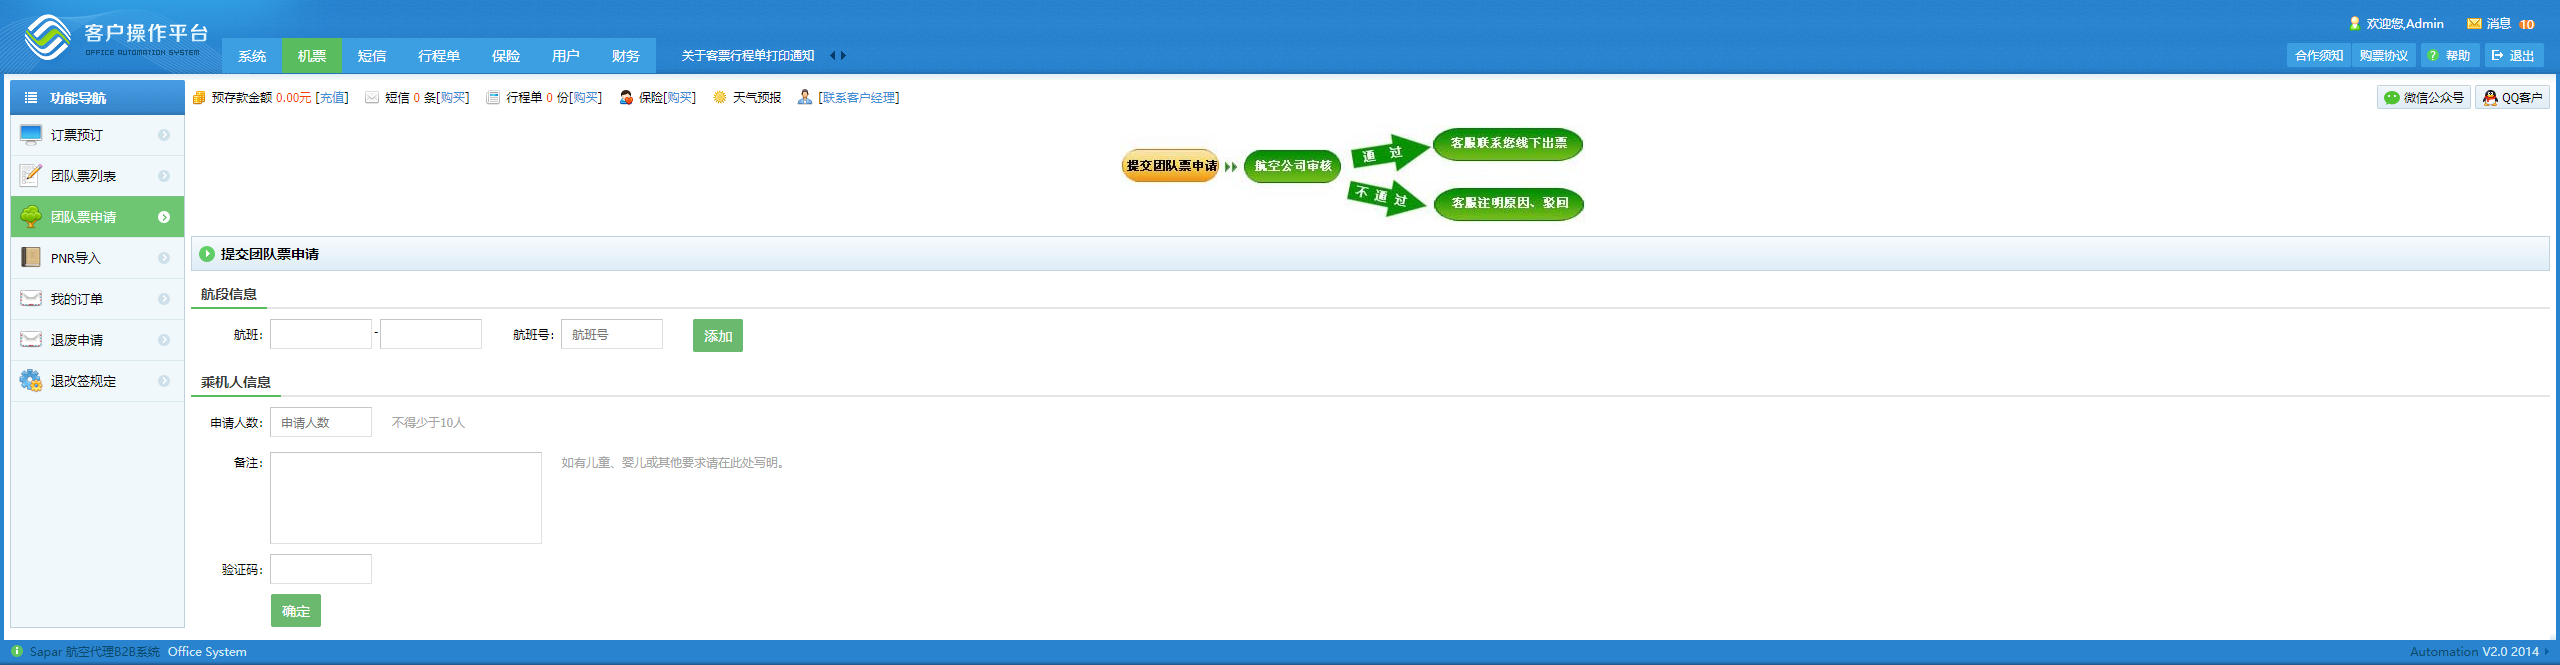 客户操作平台
OFFICE AUTOMATION SYSTEM
系统 机票 短信 行程单 保险 用户 财务 关于客票行程单打印通知
欢迎您,Admin 消息 10
合作须知 购票协议 帮助 退出
功能导航
订票预订
团队票列表
团队票申请
PNR导入
我的订单
退废申请
退改签规定
预存款金额 0.00元 [充值] 短信 0 条[购买] 行程单 0 份[购买] 保险[购买] 天气预报 [联系客户经理]
微信公众号 QQ客户
提交团队票申请 航空公司审核
通 过 客服联系您线下出票
不 通 过 客服注明原因、驳回
提交团队票申请
航段信息
航班: - 航班号: 航班号 添加
乘机人信息
申请人数: 申请人数 不得少于10人
备注: 如有儿童、婴儿或其他要求请在此处写明。
验证码:
确定
Sapar 航空代理B2B系统 Office System
Automation V2.0 2014